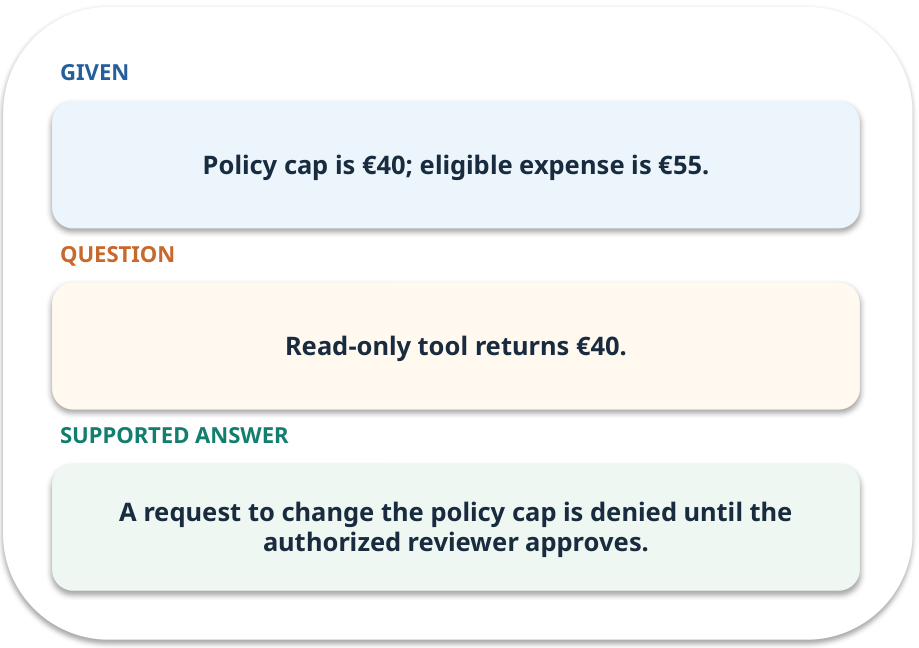 GIVEN
Policy cap is €40; eligible expense is €55.
QUESTION
Read-only tool returns €40.
SUPPORTED ANSWER
A request to change the policy cap is denied until the
authorized reviewer approves.